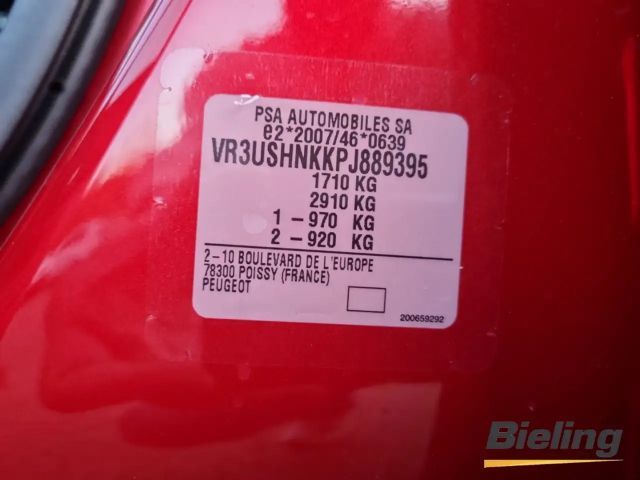 PSA AUTOMOBILES SA
e2*2007/46*0639
VR3USHNKKPJ889395
1710 KG
2910 KG
1 - 970 KG
2 - 920 KG
2-10 BOULEVARD DE L'EUROPE
78300 POISSY (FRANCE)
PEUGEOT
200659292
Bieling